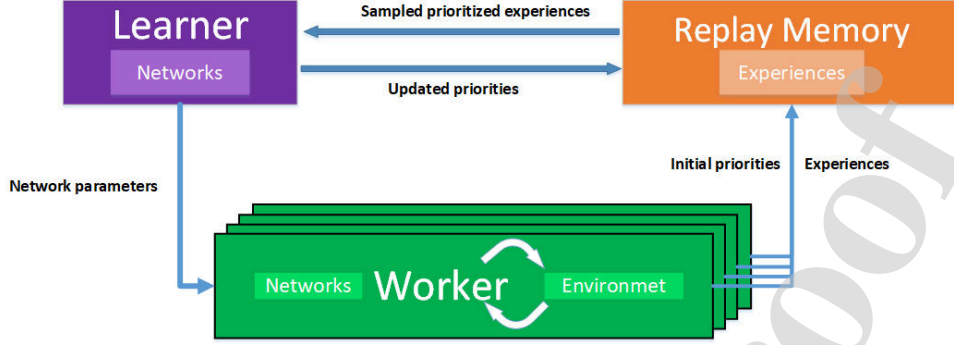 Sampled prioritized experiences
Learner
Networks
Replay Memory
Experiences
Updated priorities
Network parameters
Initial priorities
Experiences
Networks
Worker
Environmet